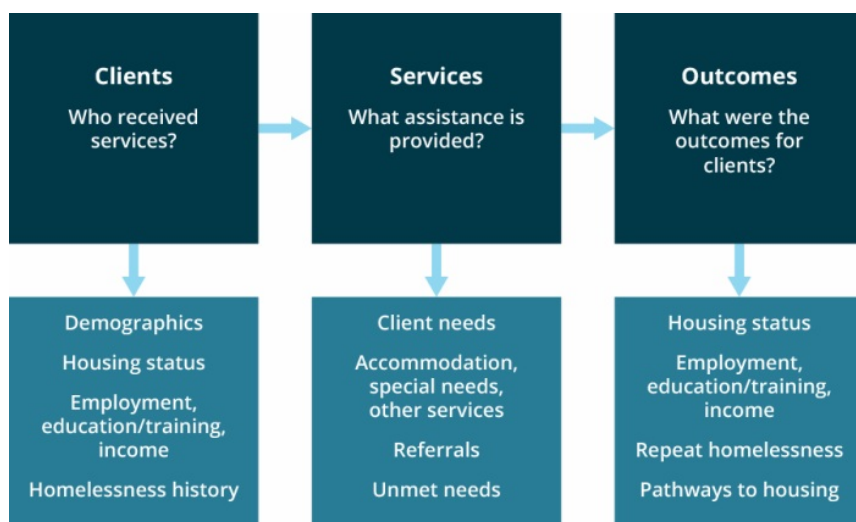 Clients
Who received
services?
Services
What assistance is
provided?
Outcomes
What were the
outcomes for
clients?
Demographics
Housing status
Employment,
education/training,
income
Homelessness history
Client needs
Accommodation,
special needs,
other services
Referrals
Unmet needs
Housing status
Employment,
education/training,
income
Repeat homelessness
Pathways to housing